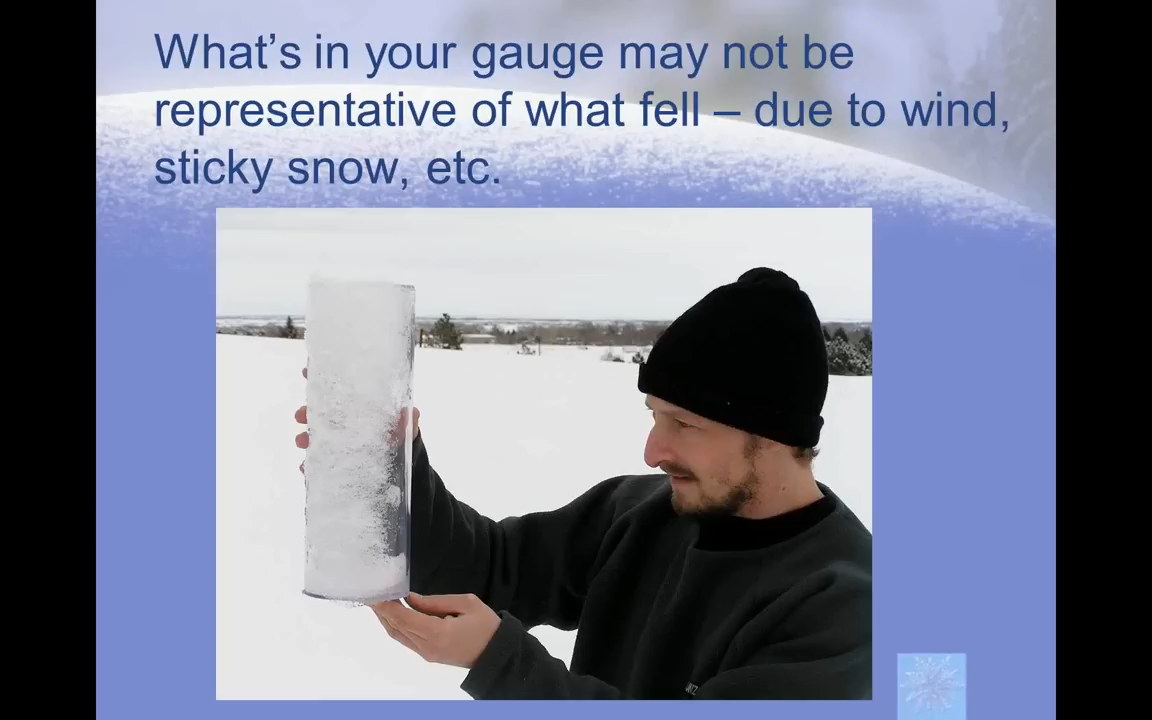 What’s in your gauge may not be
representative of what fell – due to wind,
sticky snow, etc.